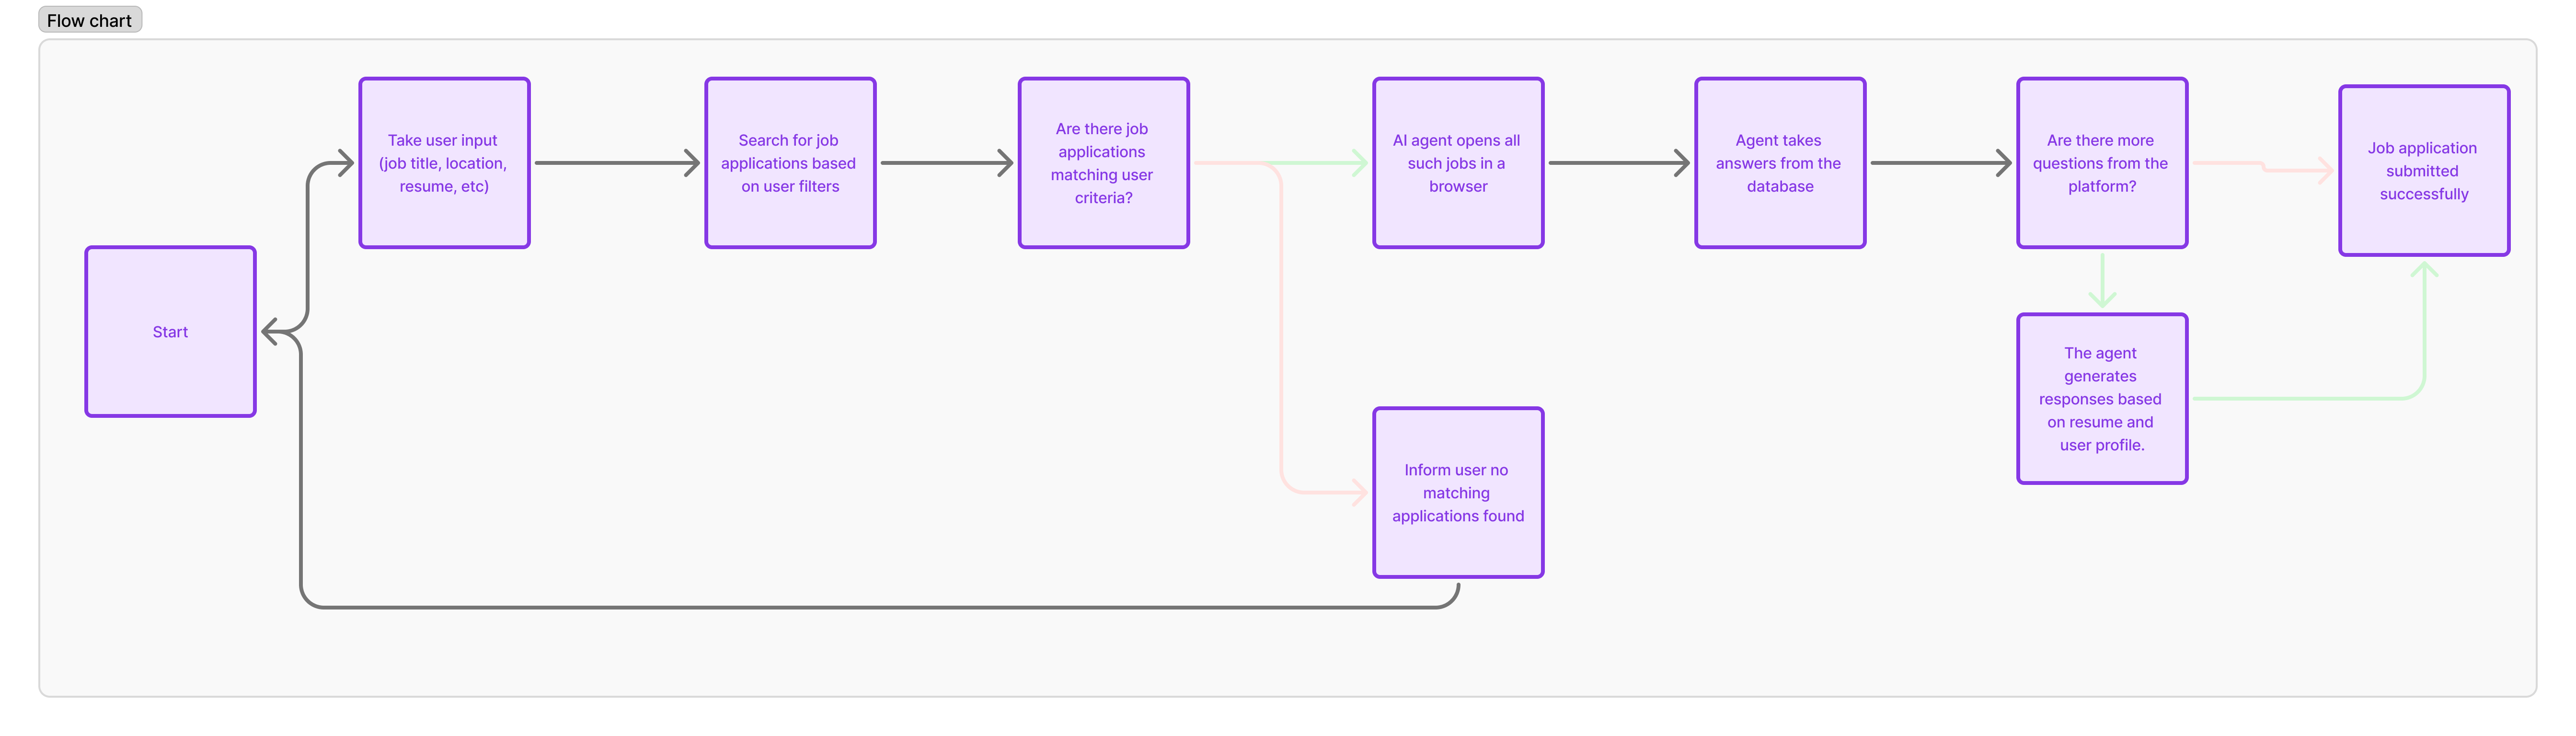 Flow chart
Take user input
(job title, location,
resume, etc)
Search for job
applications based
on user filters
Are there job
applications
matching user
criteria?
AI agent opens all
such jobs in a
browser
Agent takes
answers from the
database
Are there more
questions from the
platform?
Job application
submitted
successfully
Start
The agent
generates
responses based
on resume and
user profile.
Inform user no
matching
applications found